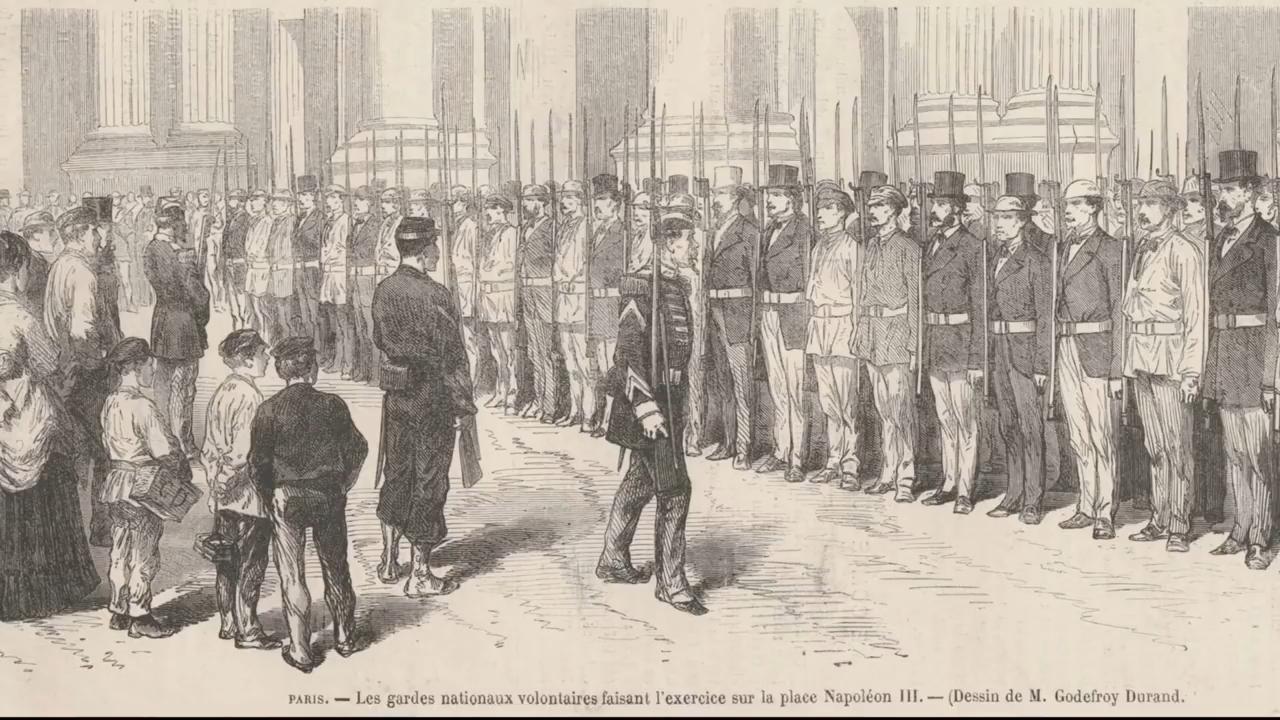 PARIS. — Les gardes nationaux volontaires faisant l'exercice sur la place Napoléon III. — (Dessin de M. Godefroy Durand.